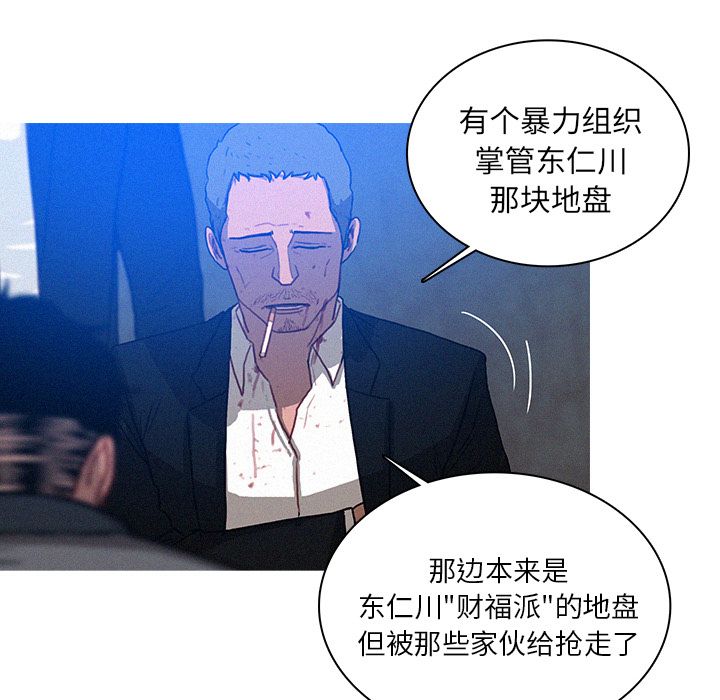 有个暴力组织
掌管东仁川
那块地盘
那边本来是
东仁川"财福派"的地盘
但被那些家伙给抢走了